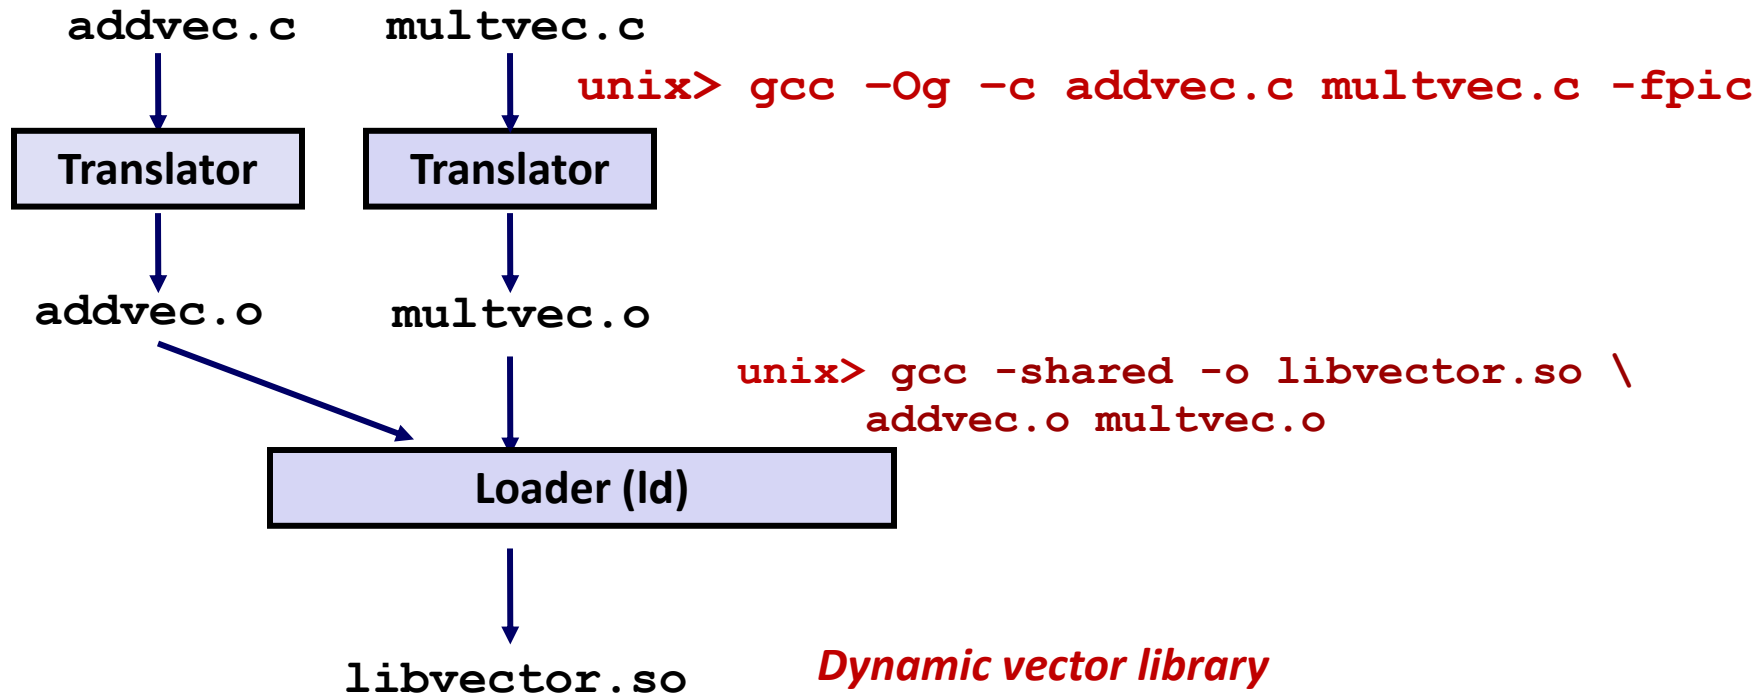 addvec.c multvec.c
unix> gcc –Og –c addvec.c multvec.c -fpic
Translator Translator
addvec.o multvec.o
unix> gcc -shared -o libvector.so \
addvec.o multvec.o
Loader (ld)
libvector.so
Dynamic vector library